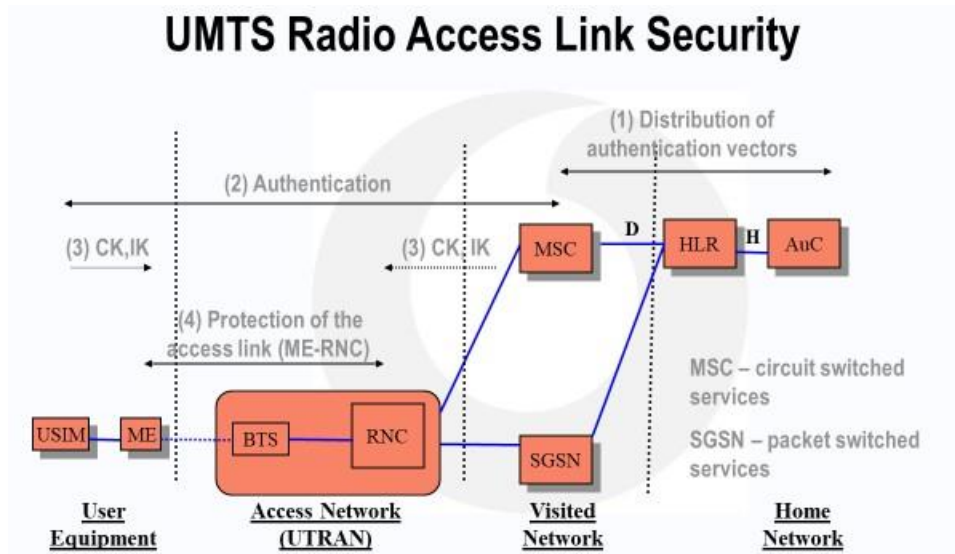 UMTS Radio Access Link Security
(1) Distribution of
authentication vectors
(2) Authentication
(3) CK,IK
(3) CK, IK
MSC
D
HLR
H
AuC
(4) Protection of the
access link (ME-RNC)
MSC – circuit switched
services
SGSN – packet switched
services
USIM
ME
BTS
RNC
SGSN
User
Equipment
Access Network
(UTRAN)
Visited
Network
Home
Network